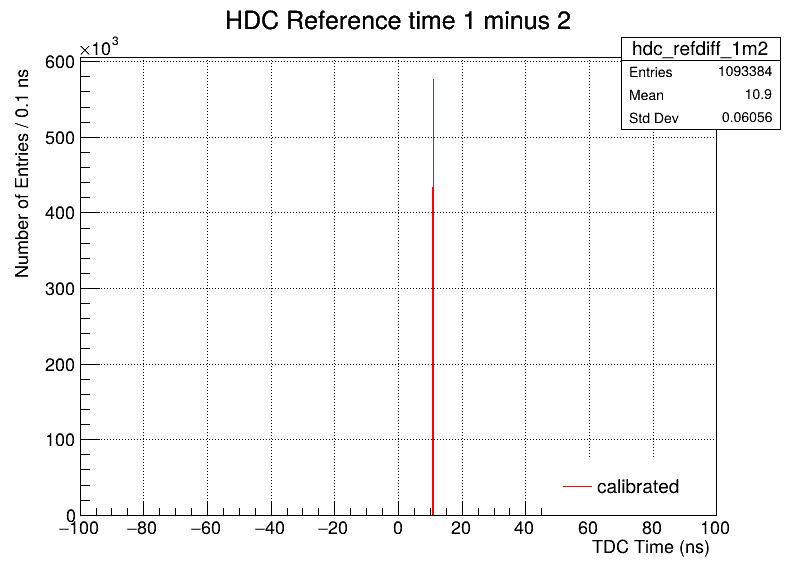 HDC Reference time 1 minus 2
×10³
hdc_refdiff_1m2
Entries 1093384
Mean 10.9
Std Dev 0.06056
Number of Entries / 0.1 ns
600
500
400
300
200
100
0
−100 −80 −60 −40 −20 0 20 40 60 80 100
TDC Time (ns)
calibrated